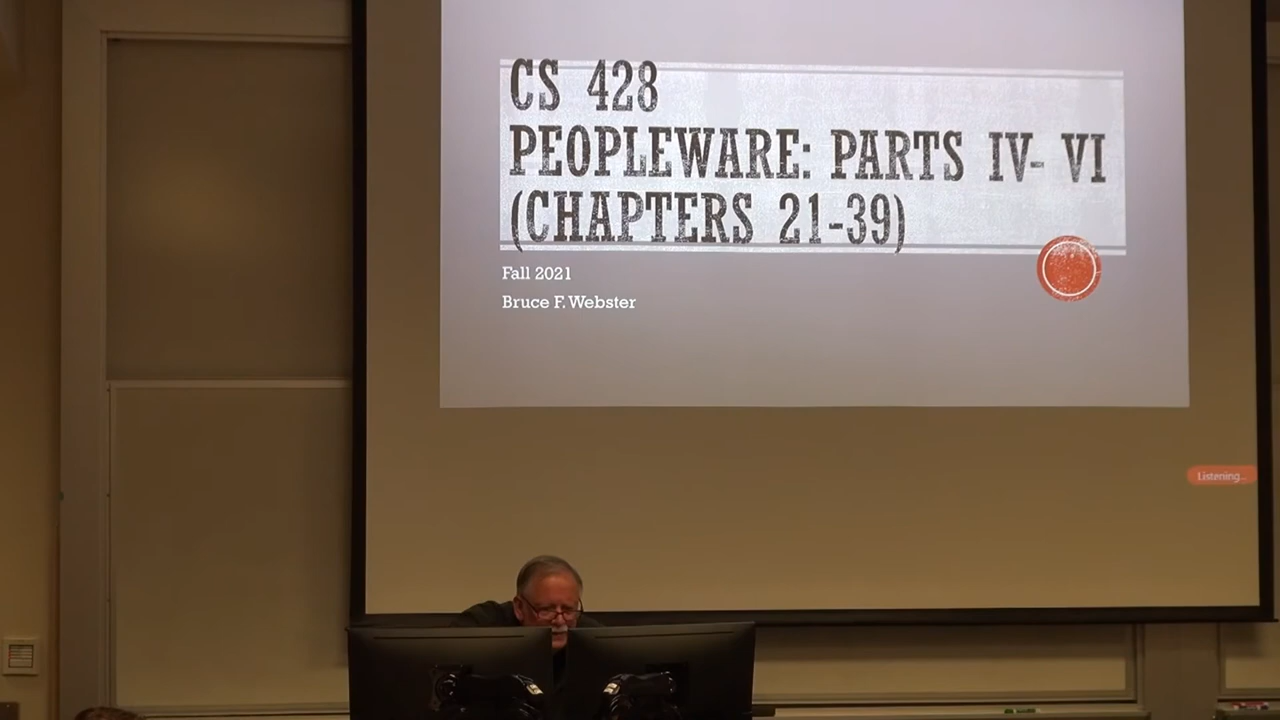 CS 428
PEOPLEWARE: PARTS IV- VI
(CHAPTERS 21-39)
Fall 2021
Bruce F. Webster
Listening...